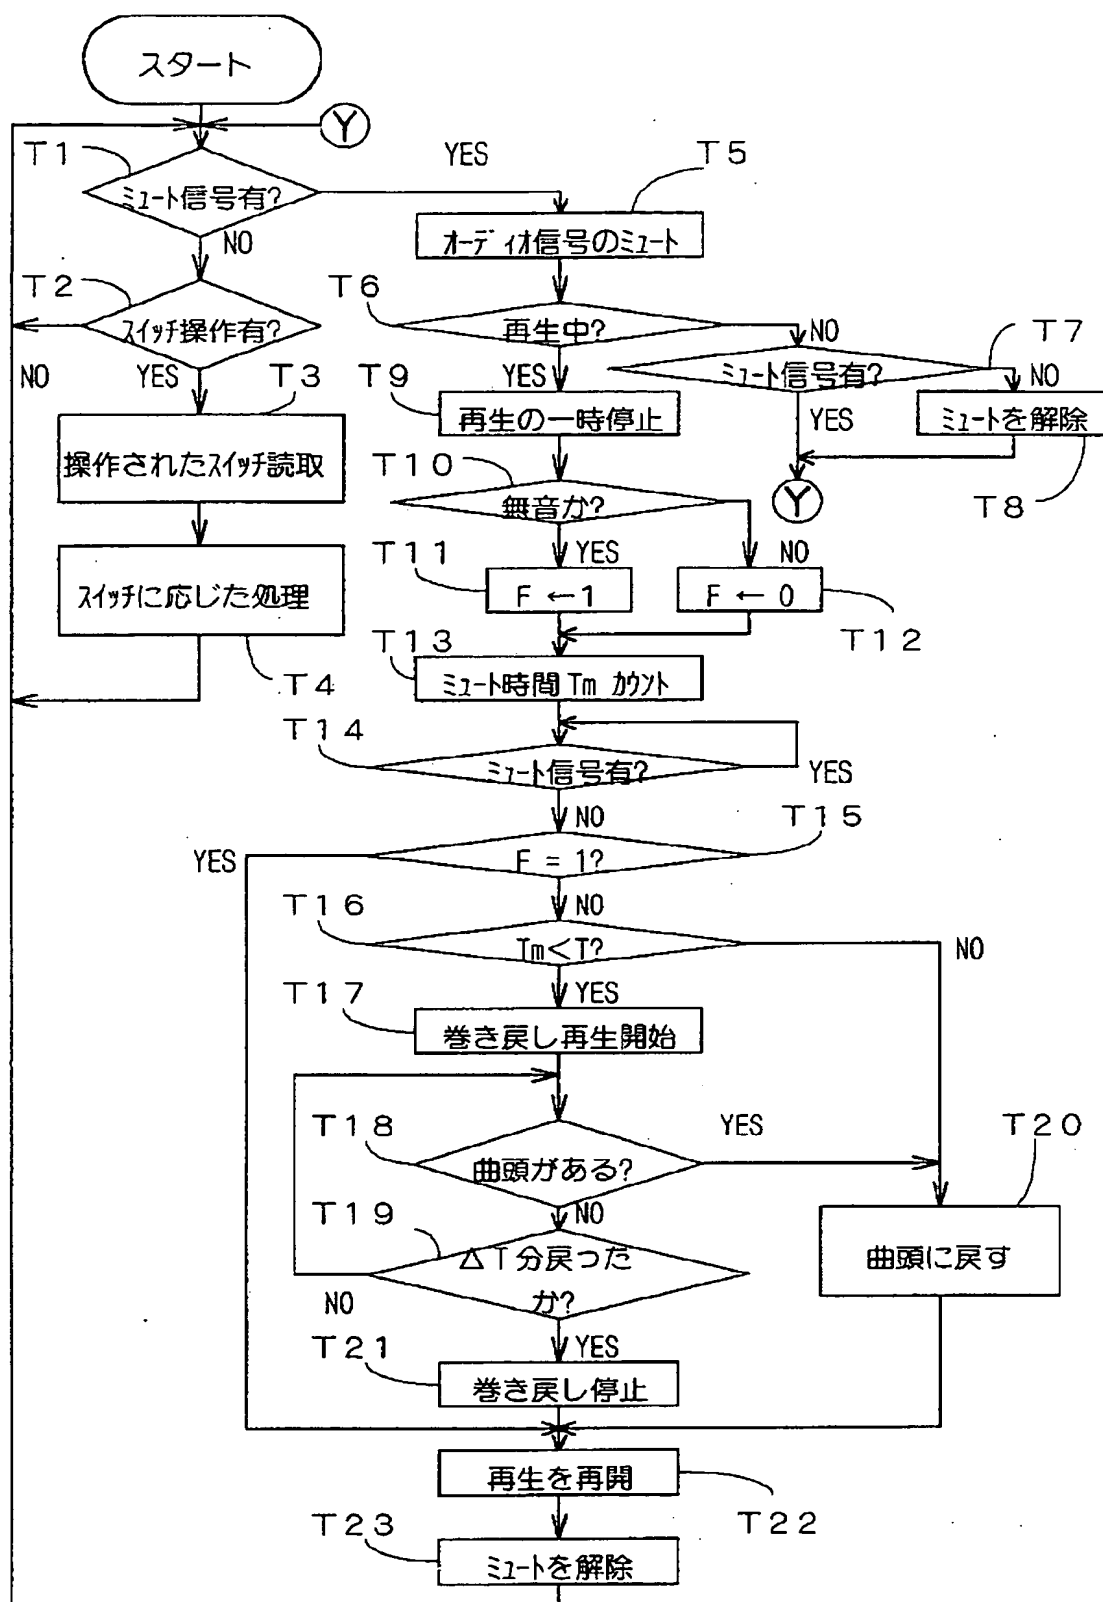 スタート
Y
T1
ミュート信号有?
YES
NO
T5
オーディオ信号のミュート
T2
スイッチ操作有?
NO
YES
T6
再生中?
NO
YES
T7
ミュート信号有?
NO
YES
T3
操作されたスイッチ読取
T9
再生の一時停止
ミュートを解除
T8
Y
T10
無音か?
YES
NO
スイッチに応じた処理
T4
T11
F ← 1
F ← 0
T12
T13
ミュート時間 Tm カウント
T14
ミュート信号有?
YES
NO
T15
F = 1?
YES
NO
T16
Tm < T?
NO
YES
T17
巻き戻し再生開始
T18
曲頭がある?
YES
NO
T20
曲頭に戻す
T19
△T分戻った
か?
NO
YES
T21
巻き戻し停止
再生を再開
T22
T23
ミュートを解除